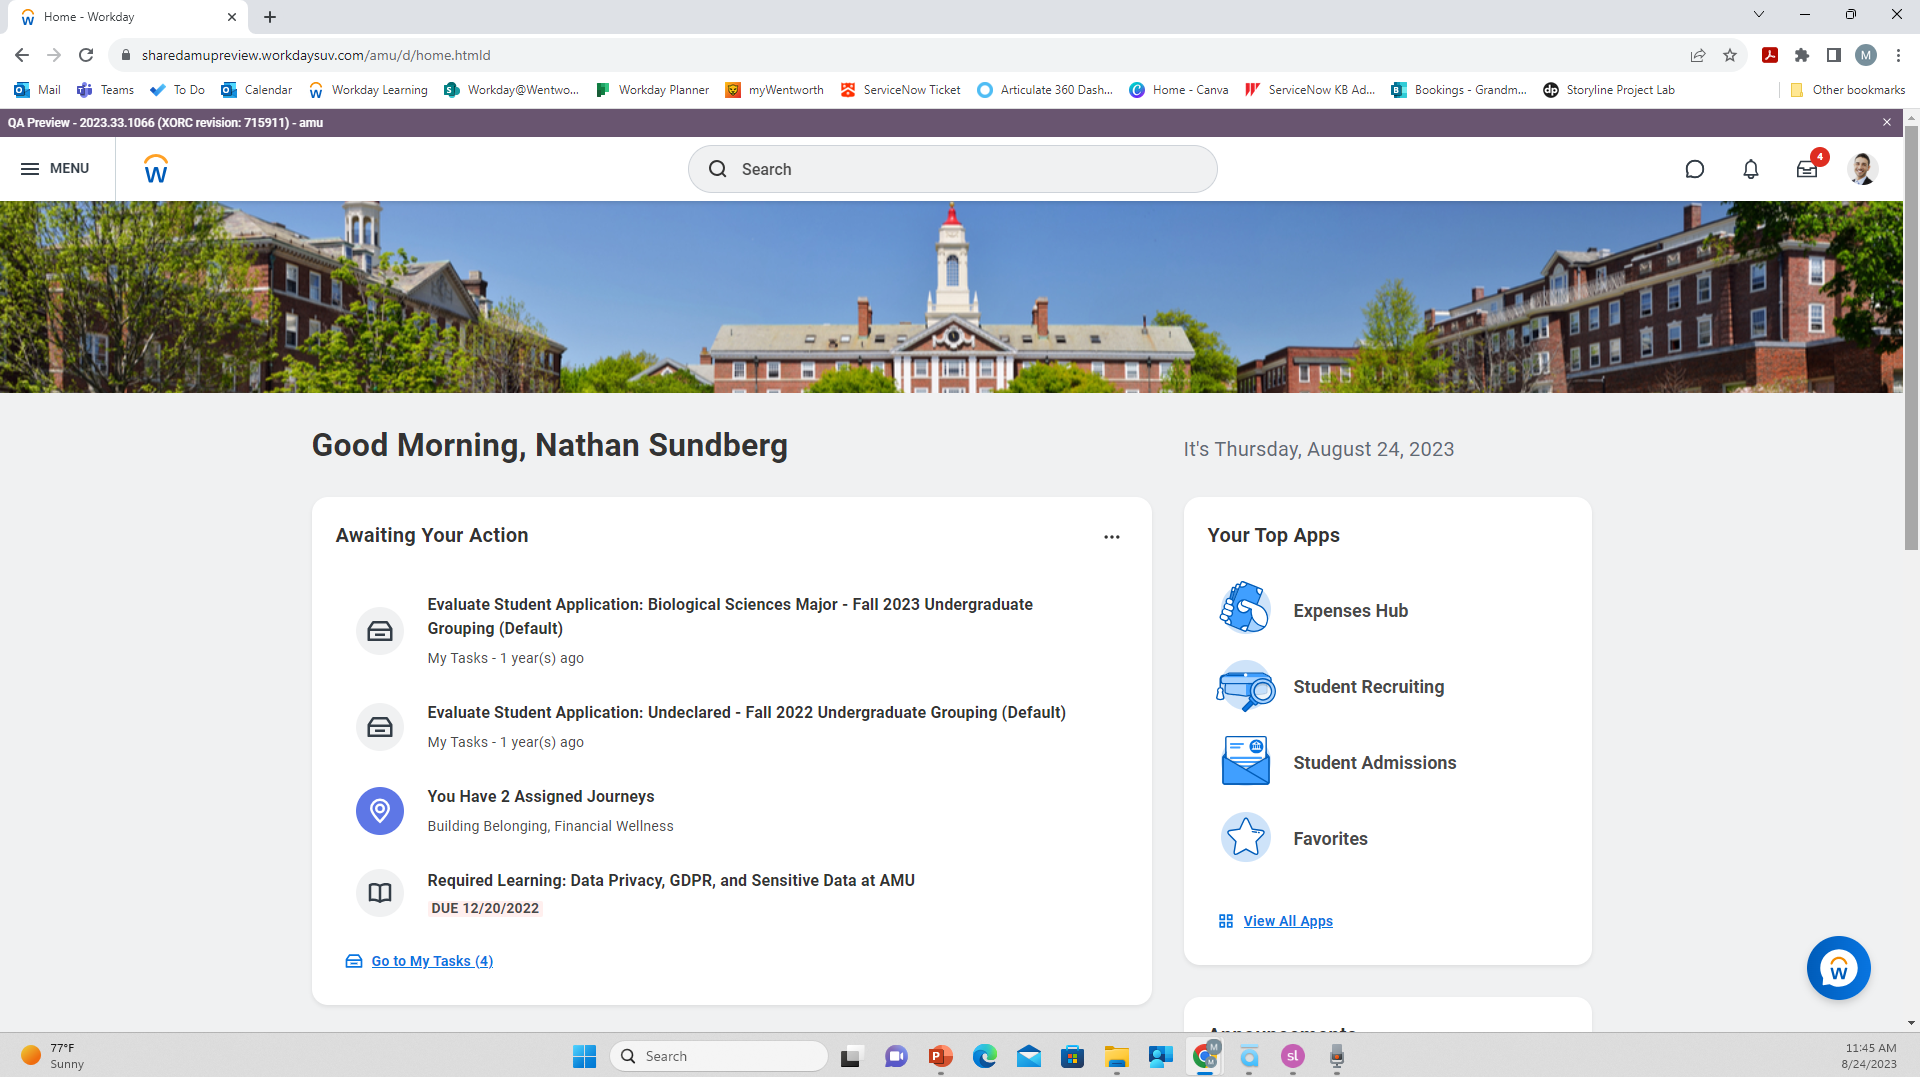 Home - Workday
sharedamupreview.workdaysuv.com/amu/d/home.htmld
M
Mail Teams To Do Calendar Workday Learning Workday@Wentwo... Workday Planner myWentworth ServiceNow Ticket Articulate 360 Dash... Home - Canva ServiceNow KB Ad... Bookings - Grandm... dp Storyline Project Lab Other bookmarks
QA Preview - 2023.33.1066 (XORC revision: 715911) - amu
MENU
W
Search
4
Good Morning, Nathan Sundberg
It's Thursday, August 24, 2023
Awaiting Your Action
Evaluate Student Application: Biological Sciences Major - Fall 2023 Undergraduate
Grouping (Default)
My Tasks - 1 year(s) ago
Evaluate Student Application: Undeclared - Fall 2022 Undergraduate Grouping (Default)
My Tasks - 1 year(s) ago
You Have 2 Assigned Journeys
Building Belonging, Financial Wellness
Required Learning: Data Privacy, GDPR, and Sensitive Data at AMU
DUE 12/20/2022
Go to My Tasks (4)
Your Top Apps
Expenses Hub
Student Recruiting
Student Admissions
Favorites
View All Apps
W
77°F
Sunny
Search
sl
11:45 AM
8/24/2023